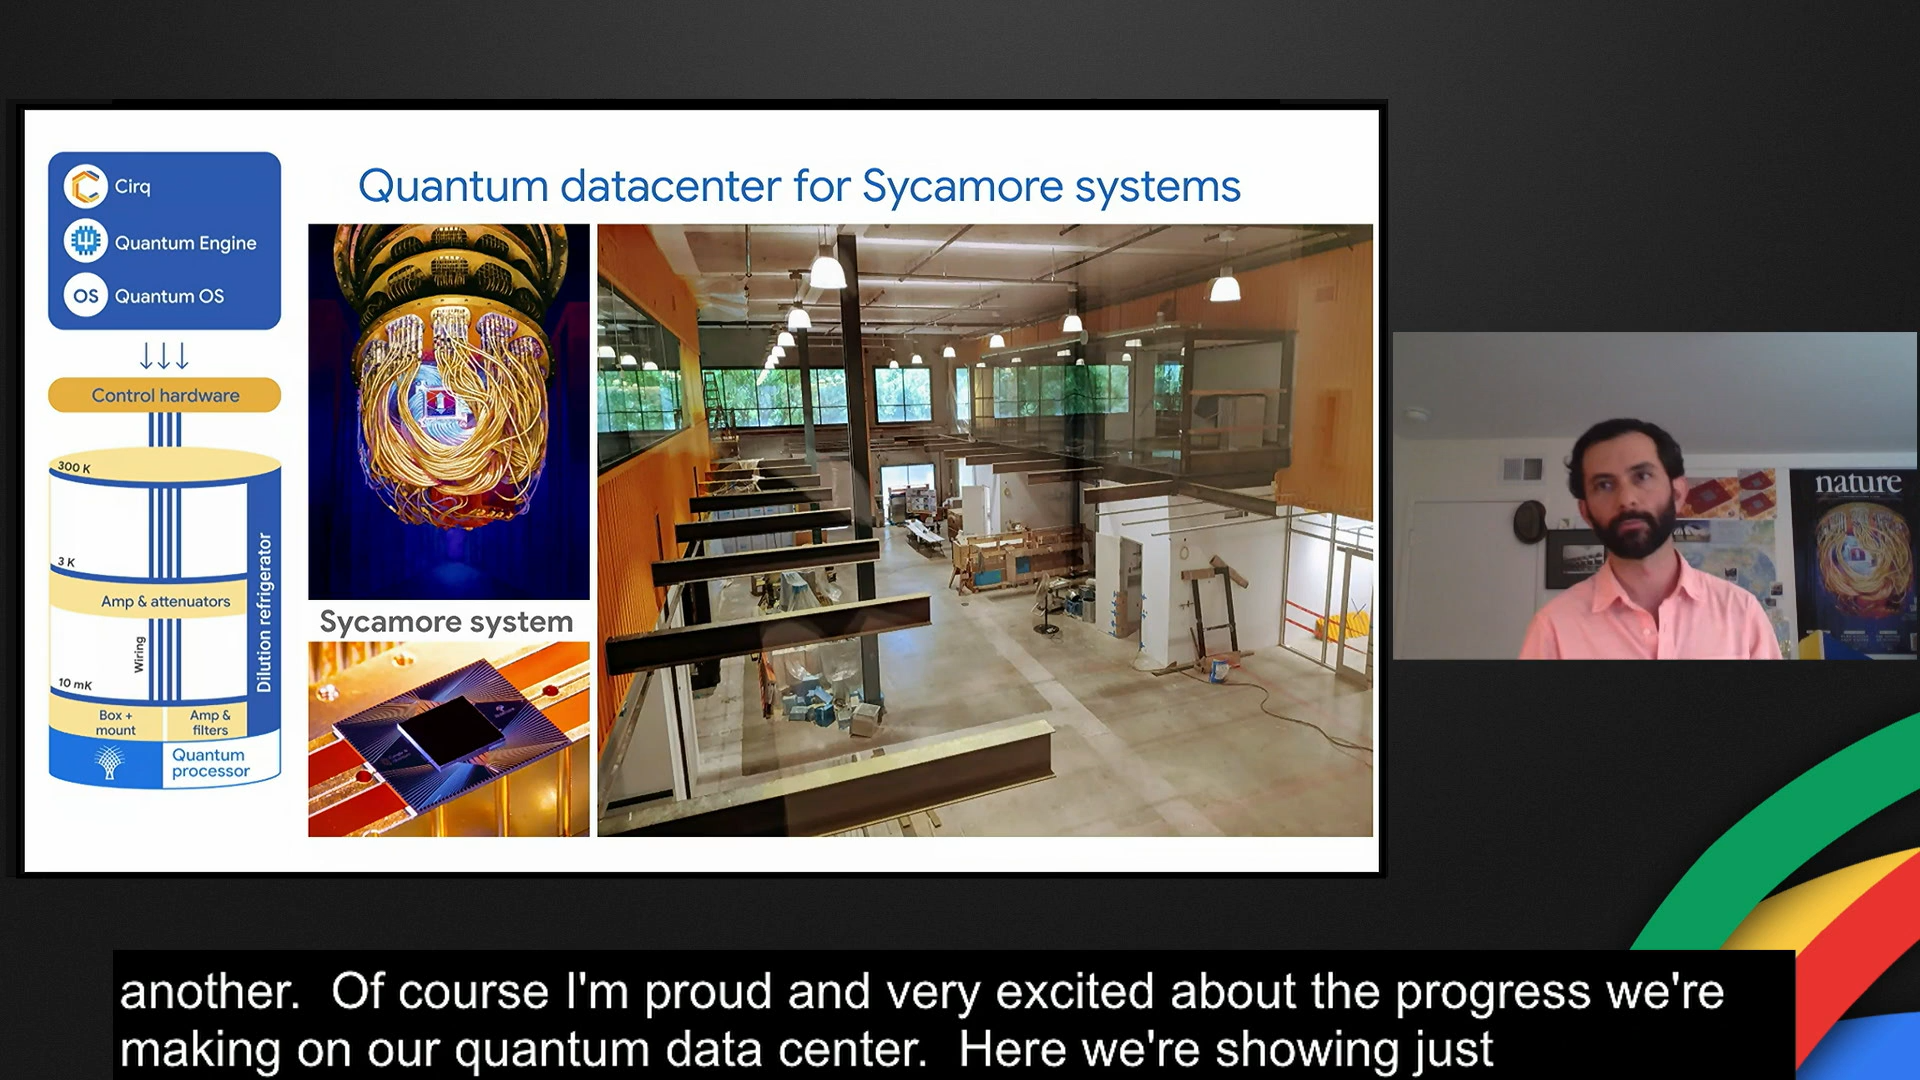 Quantum datacenter for Sycamore systems
Cirq
Quantum Engine
OS Quantum OS
Control hardware
300 K
3 K
Amp & attenuators
Wiring
Dilution refrigerator
10 mK
Box +
mount
Amp &
filters
Quantum
processor
Sycamore system
nature
another.  Of course I'm proud and very excited about the progress we're
making on our quantum data center.  Here we're showing just